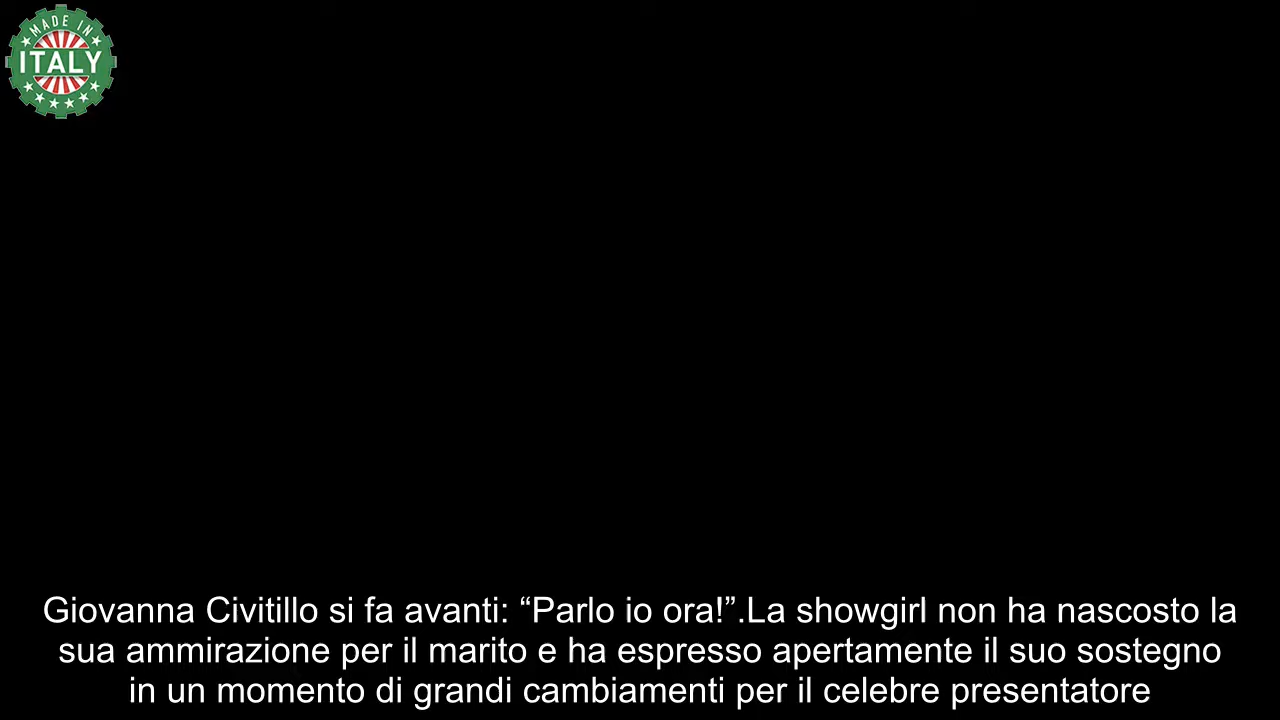 MADE IN
ITALY
Giovanna Civitillo si fa avanti: “Parlo io ora!”.La showgirl non ha nascosto la
sua ammirazione per il marito e ha espresso apertamente il suo sostegno
in un momento di grandi cambiamenti per il celebre presentatore